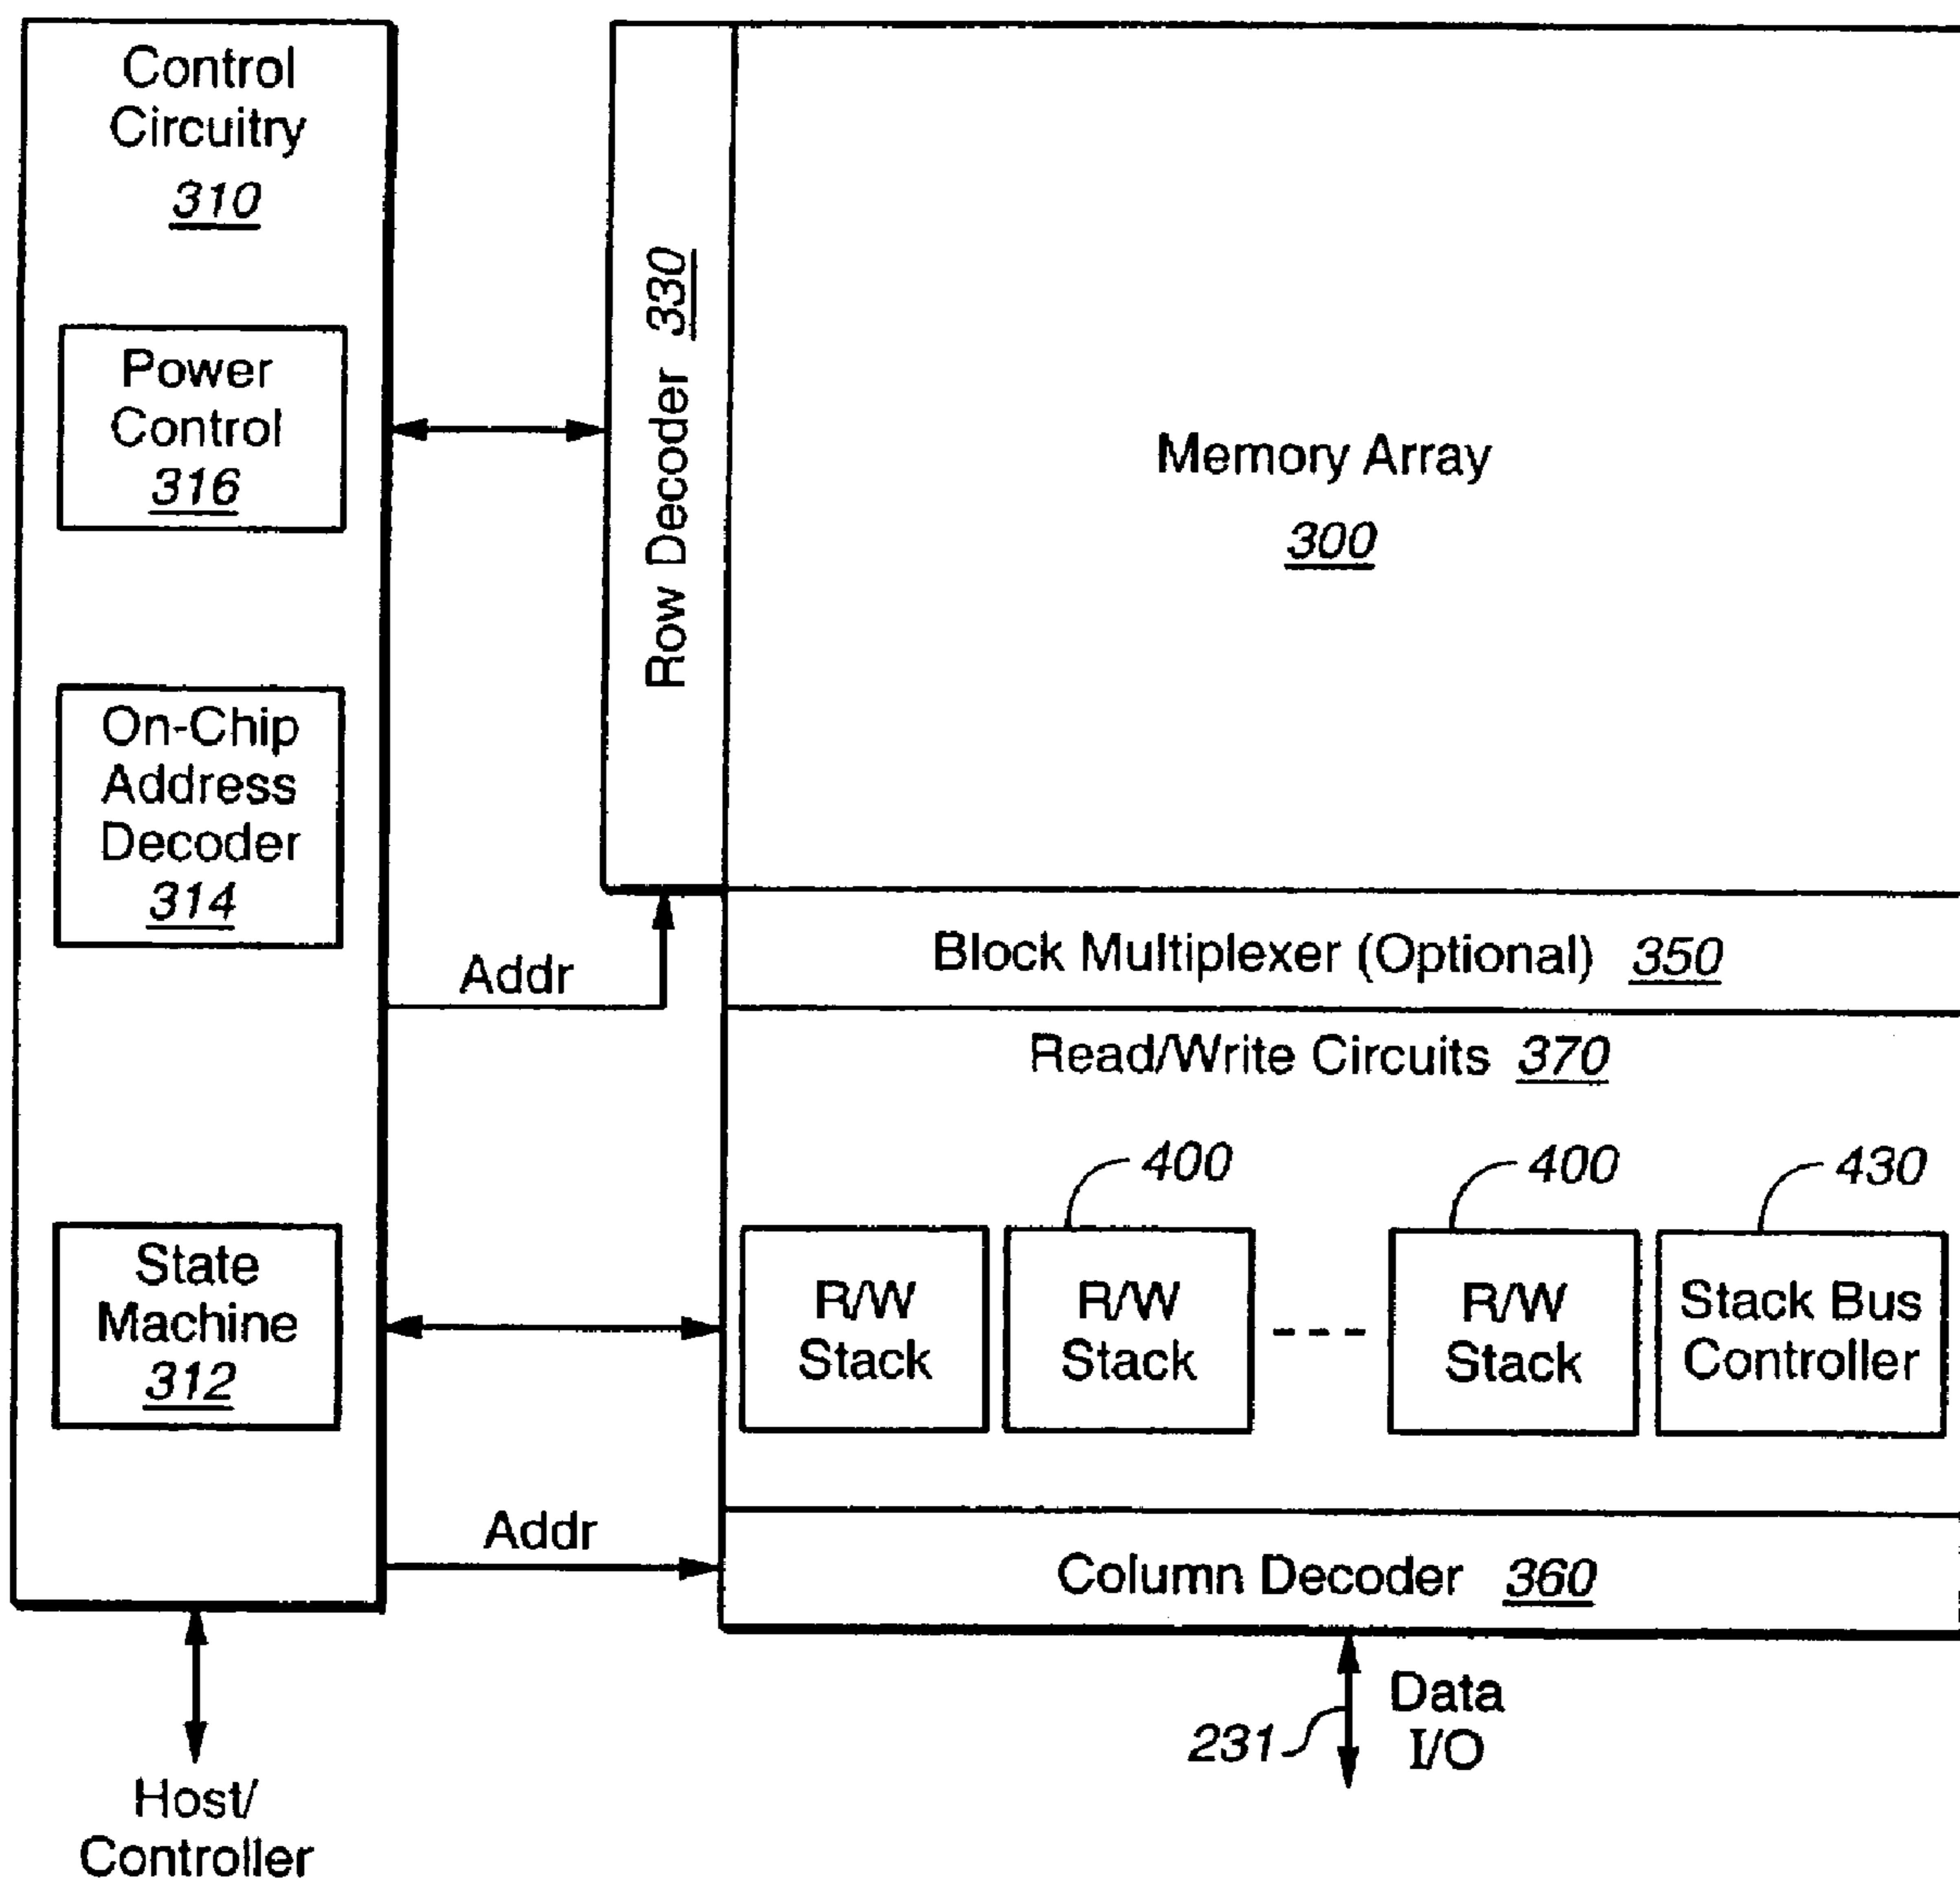 Control
Circuitry
310
Power
Control
316
On-Chip
Address
Decoder
314
State
Machine
312
Host/
Controller
Addr
Addr
Row Decoder 330
Memory Array
300
Block Multiplexer (Optional) 350
Read/Write Circuits 370
400
400
430
R/W
Stack
R/W
Stack
R/W
Stack
Stack Bus
Controller
Column Decoder 360
231
Data
I/O